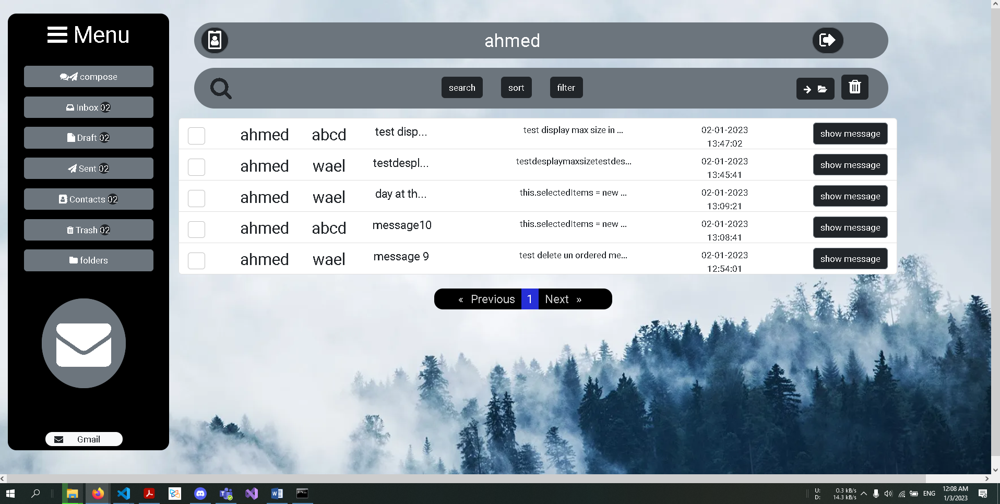 Menu
compose
Inbox 02
Draft 02
Sent 02
Contacts 02
Trash 02
folders
Gmail
ahmed
search sort filter
ahmed abcd test disp... test display max size in ... 02-01-2023 show message
13:47:02
ahmed wael testdespl... testdesplaymaxsizetestdes... 02-01-2023 show message
13:45:41
ahmed wael day at th... this.selectedItems = new ... 02-01-2023 show message
13:09:21
ahmed abcd message10 this.selectedItems = new ... 02-01-2023 show message
13:08:41
ahmed wael message 9 test delete un ordered me... 02-01-2023 show message
12:54:01
« Previous 1 Next »
U: 0.3 kB/s
D: 14.3 kB/s
ENG
12:08 AM
1/3/2023